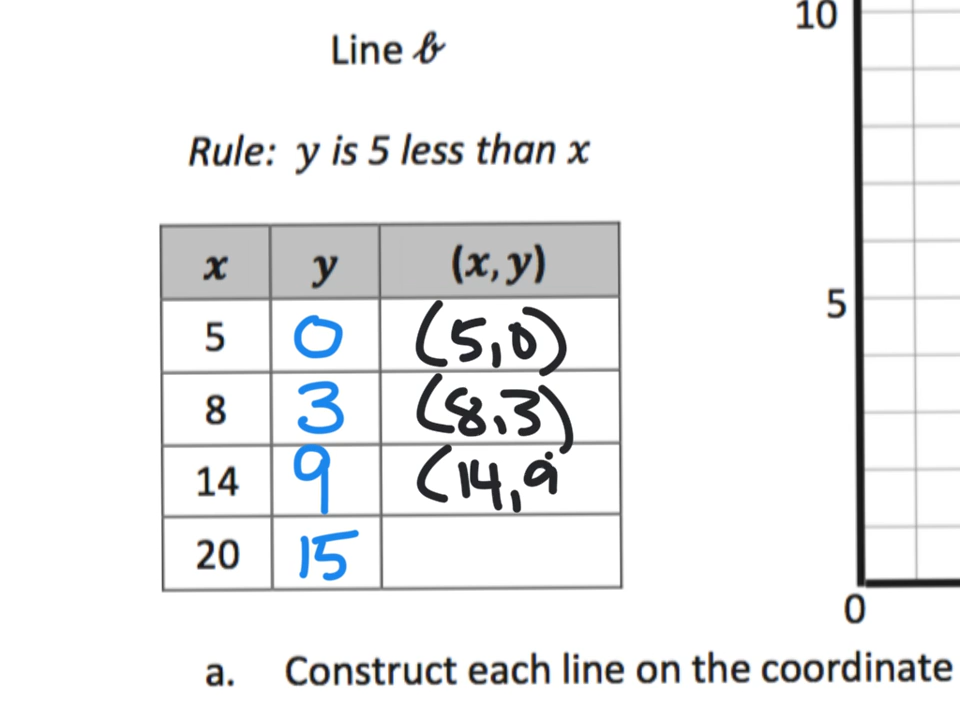 10
Line 𝒷
Rule: y is 5 less than x
x y (x, y)
5 0 (5,0)
5
8 3 (8,3)
14 9 (14,9
20 15
0
a. Construct each line on the coordinate